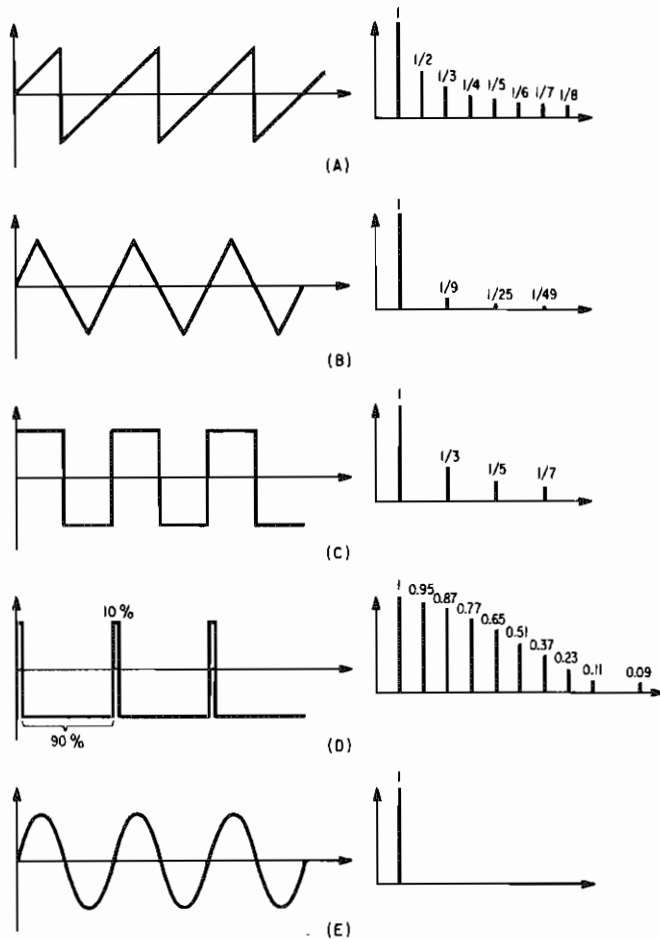 1
1/2
1/3
1/4 1/5
1/6 1/7 1/8
(A)
1
1/9 1/25 1/49
(B)
1
1/3
1/5
1/7
(C)
10 %
90 %
1 0.95 0.87
0.77
0.65
0.51
0.37
0.23
0.11
0.09
(D)
1
(E)